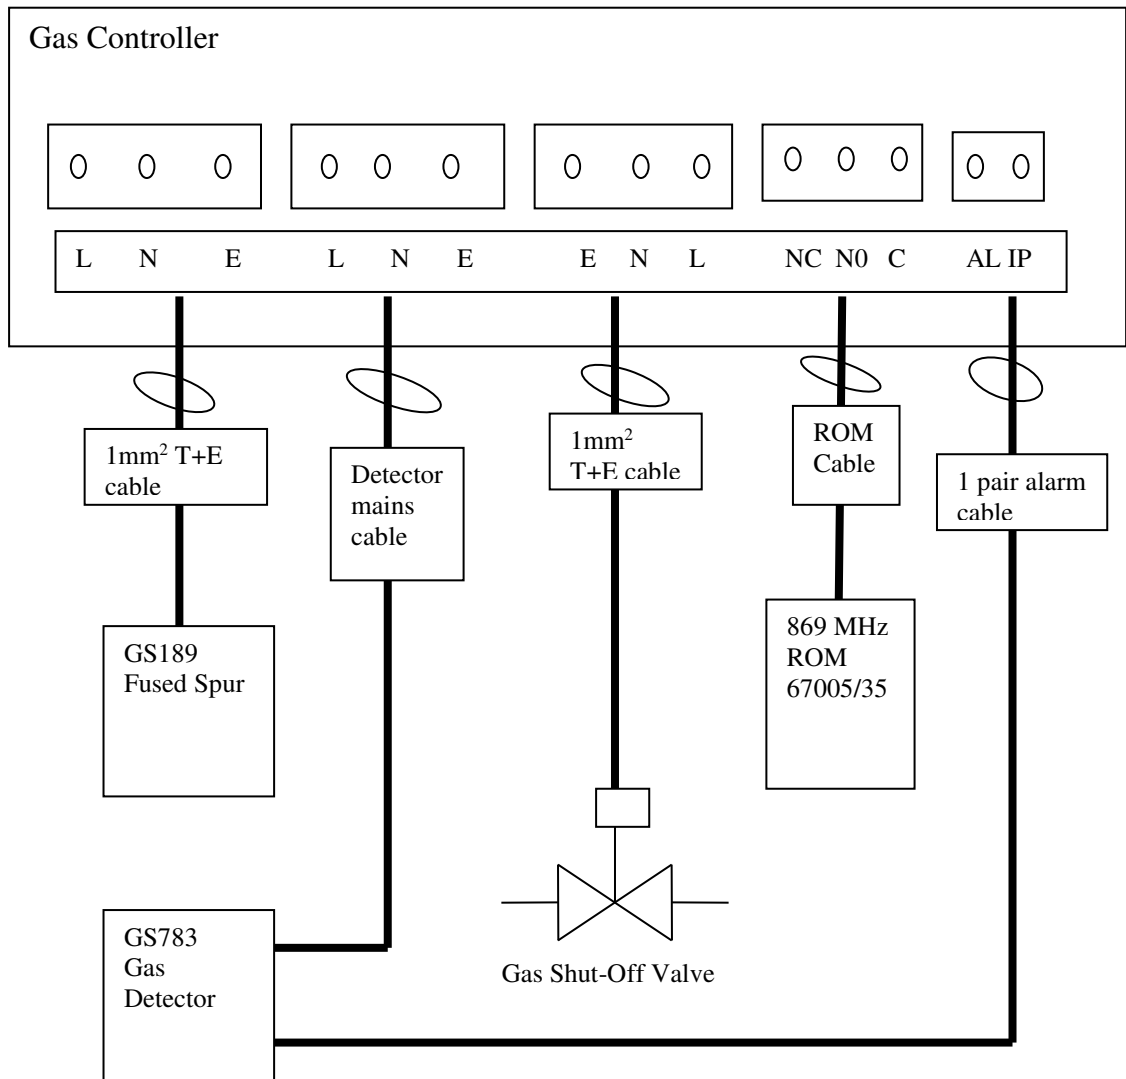 Gas Controller
L N E L N E E N L NC N0 C AL IP
1mm² T+E
cable
Detector
mains
cable
1mm²
T+E cable
ROM
Cable
1 pair alarm
cable
GS189
Fused Spur
869 MHz
ROM
67005/35
GS783
Gas
Detector
Gas Shut-Off Valve